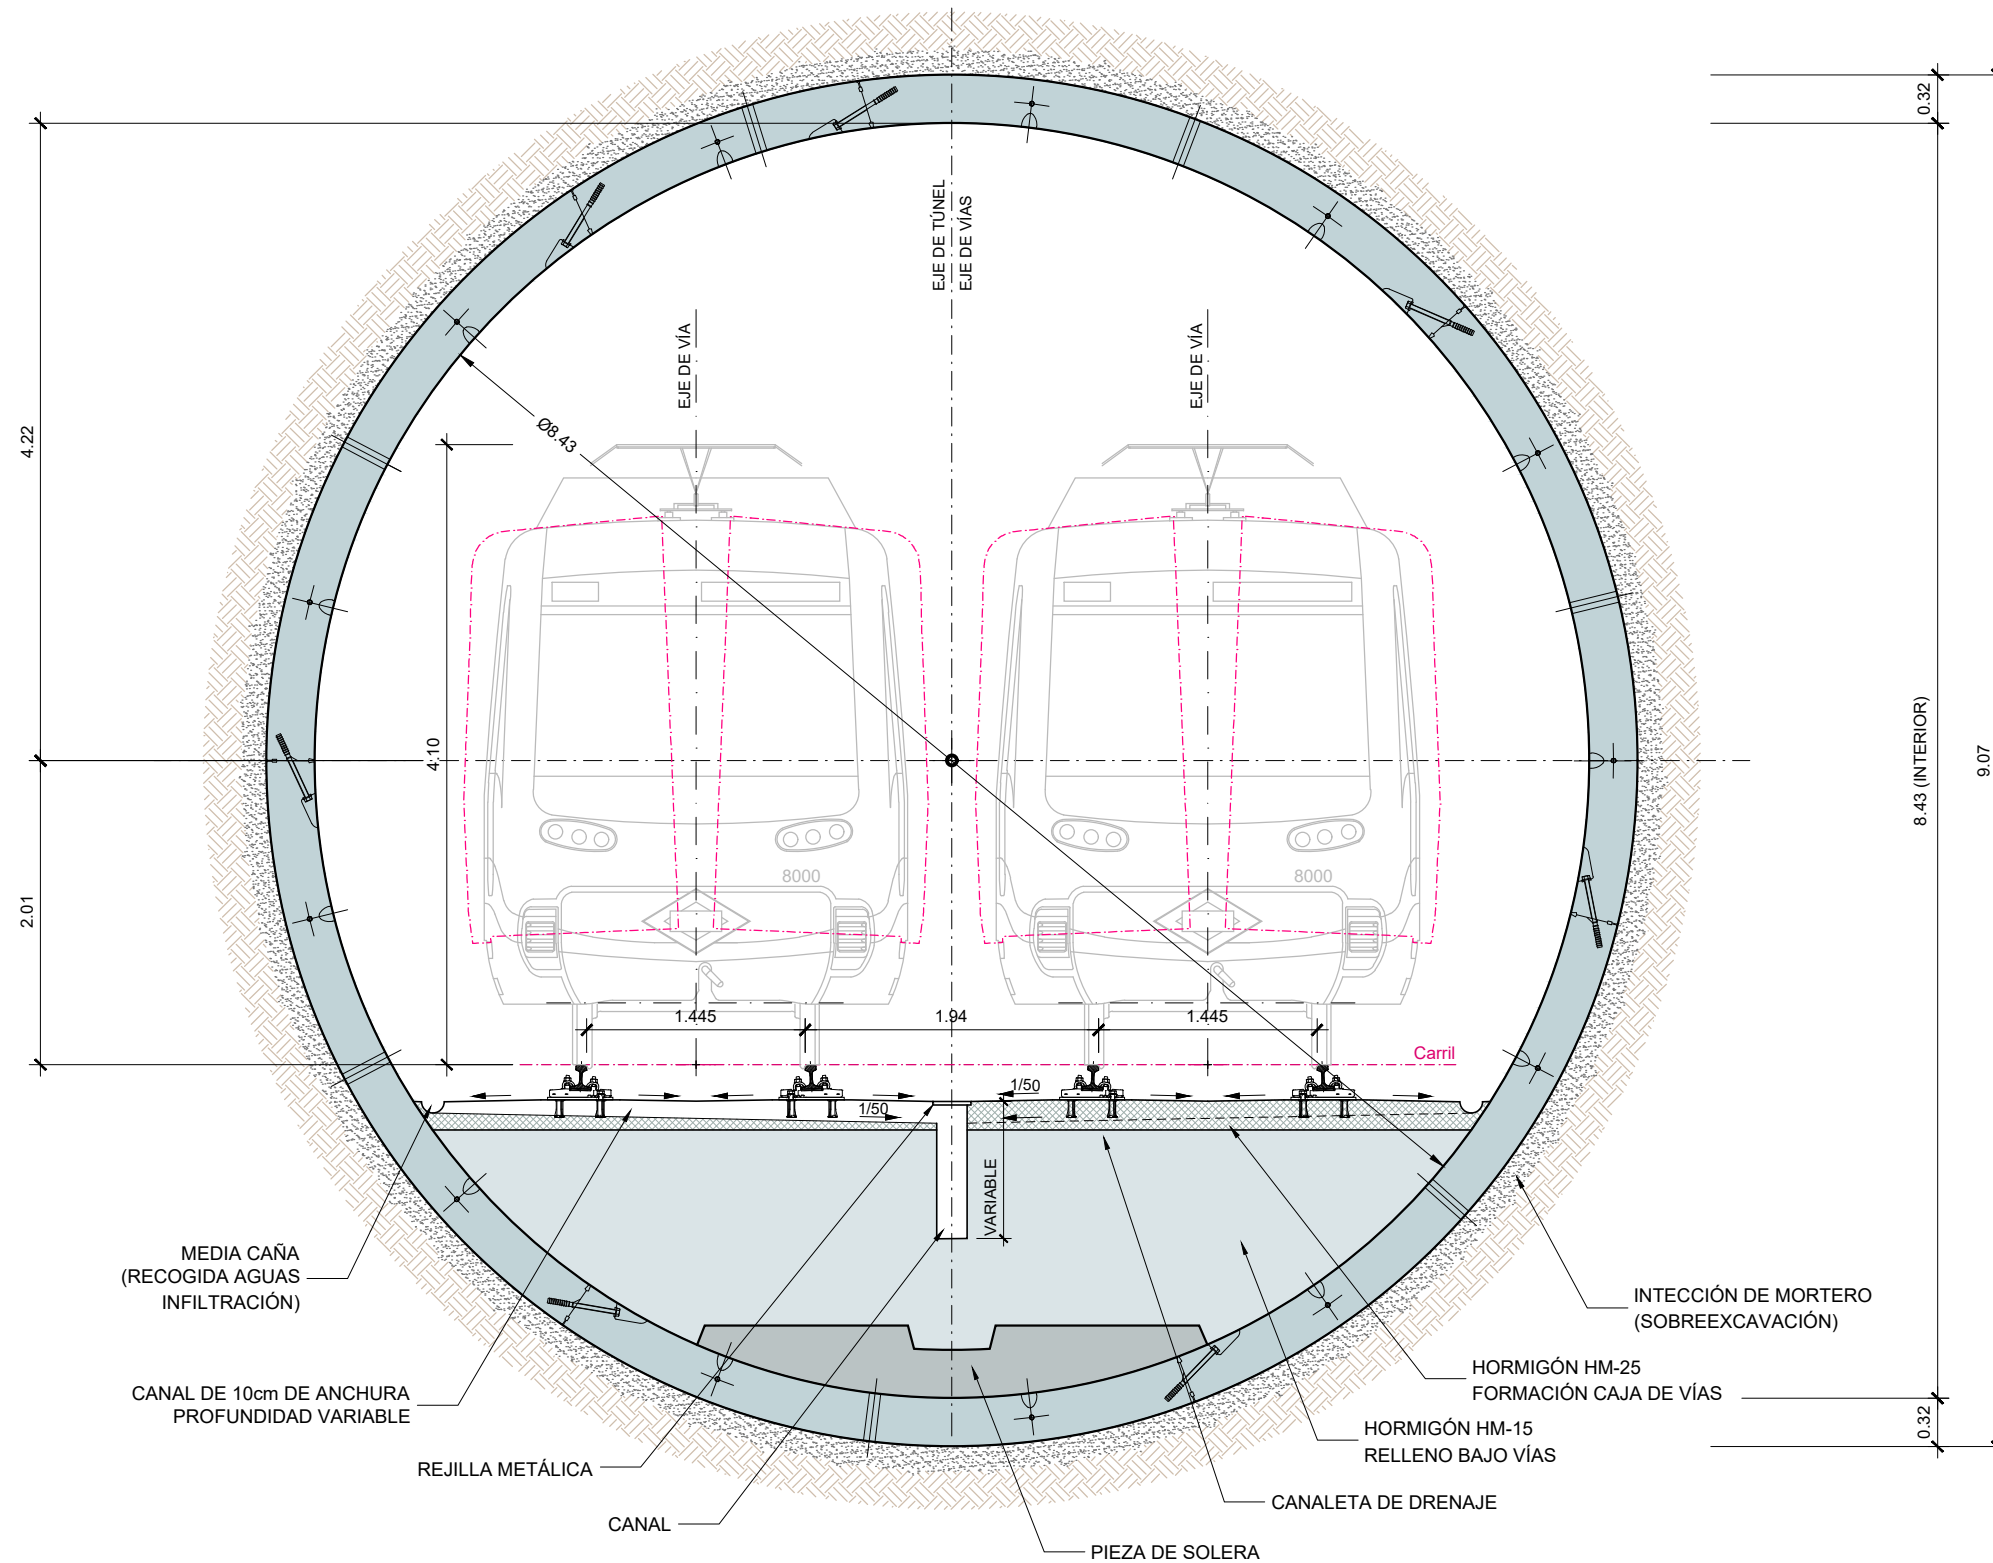 0.32
4.22
EJE DE TÚNEL
EJE DE VÍAS
EJE DE VÍA
EJE DE VÍA
Ø8.43
4.10
8.43 (INTERIOR)
9.07
2.01
8000
8000
1.445
1.94
1.445
Carril
1/50
1/50
VARIABLE
MEDIA CAÑA
(RECOGIDA AGUAS
INFILTRACIÓN)
CANAL DE 10cm DE ANCHURA
PROFUNDIDAD VARIABLE
REJILLA METÁLICA
CANAL
INTECCIÓN DE MORTERO
(SOBREEXCAVACIÓN)
HORMIGÓN HM-25
FORMACIÓN CAJA DE VÍAS
HORMIGÓN HM-15
RELLENO BAJO VÍAS
CANALETA DE DRENAJE
PIEZA DE SOLERA
0.32